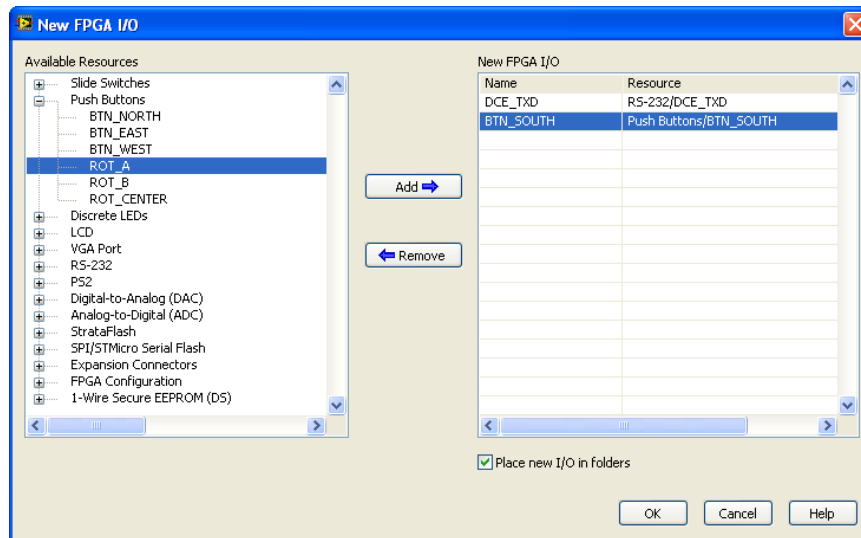 New FPGA I/O
Available Resources
Slide Switches
Push Buttons
BTN_NORTH
BTN_EAST
BTN_WEST
ROT_A
ROT_B
ROT_CENTER
Discrete LEDs
LCD
VGA Port
RS-232
PS2
Digital-to-Analog (DAC)
Analog-to-Digital (ADC)
StrataFlash
SPI/STMicro Serial Flash
Expansion Connectors
FPGA Configuration
1-Wire Secure EEPROM (DS)
Add
Remove
New FPGA I/O
Name Resource
DCE_TXD RS-232/DCE_TXD
BTN_SOUTH Push Buttons/BTN_SOUTH
Place new I/O in folders
OK Cancel Help